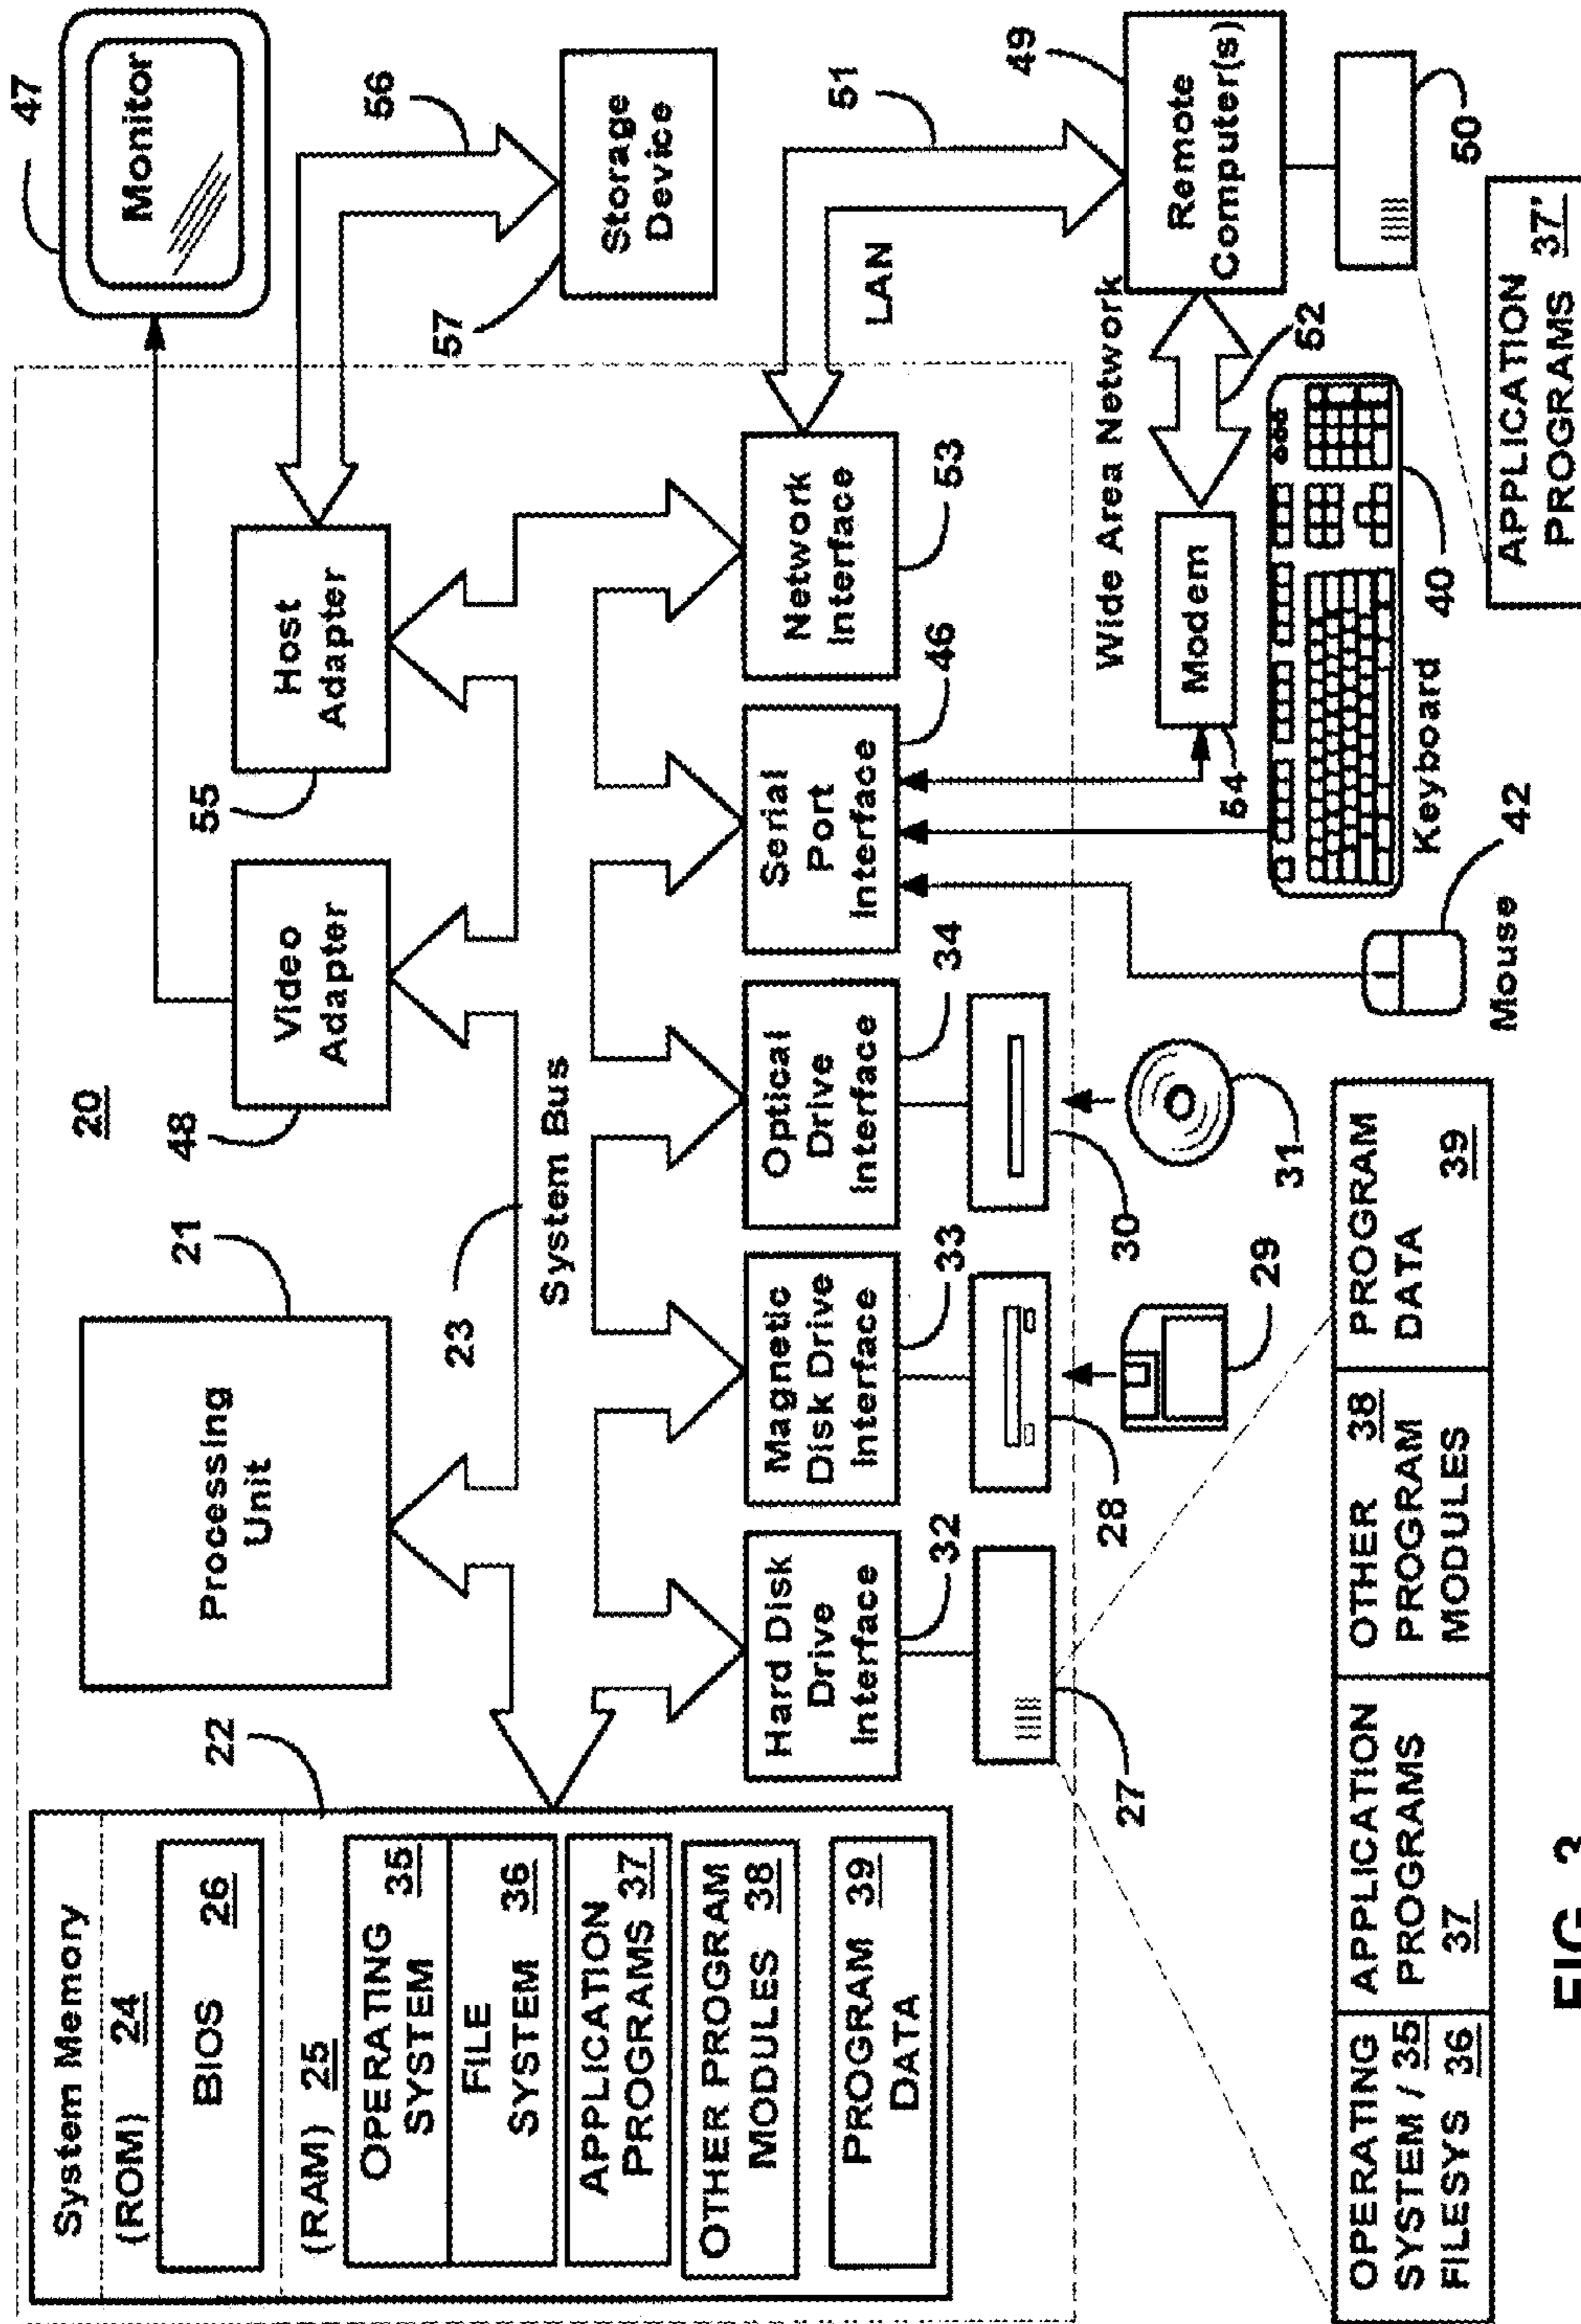 20
47
Monitor
System Memory
(ROM) 24
BIOS 26
(RAM) 25
OPERATING
SYSTEM 35
FILE
SYSTEM 36
APPLICATION
PROGRAMS 37
OTHER PROGRAM
MODULES 38
PROGRAM 39
DATA
22
Processing
Unit
21
48
Video
Adapter
55
Host
Adapter
56
57
Storage
Device
23
System Bus
Hard Disk
Drive
Interface
32
Magnetic
Disk Drive
Interface
33
Optical
Drive
Interface
34
Serial
Port
Interface
46
Network
Interface
53
LAN
51
49
Remote
Computer(s)
Wide Area Network
52
Modem
54
27
28
29
30
31
Mouse
42
Keyboard
40
50
OPERATING
SYSTEM / 35
FILESYS 36
APPLICATION
PROGRAMS
37
OTHER 38
PROGRAM
MODULES
PROGRAM
DATA
39
APPLICATION
PROGRAMS 37'
FIG. 3